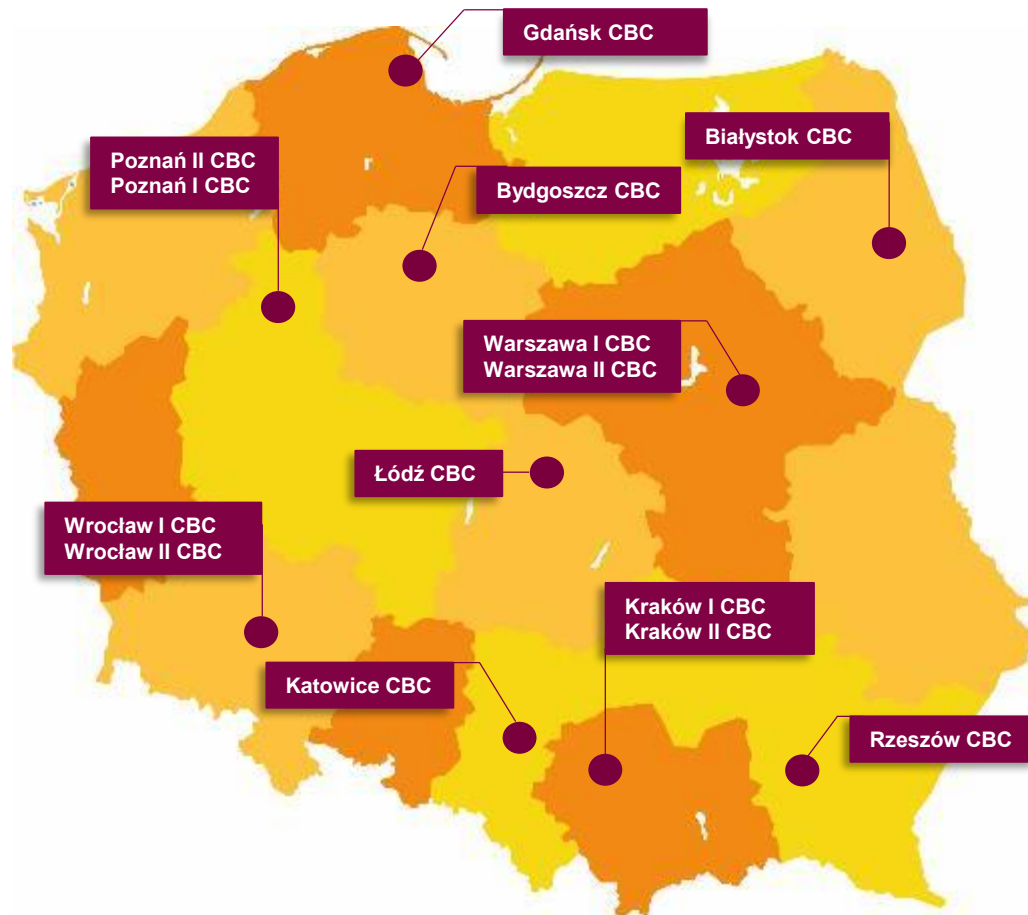 Gdańsk CBC
Białystok CBC
Poznań II CBC
Poznań I CBC
Bydgoszcz CBC
Warszawa I CBC
Warszawa II CBC
Łódź CBC
Wrocław I CBC
Wrocław II CBC
Kraków I CBC
Kraków II CBC
Katowice CBC
Rzeszów CBC